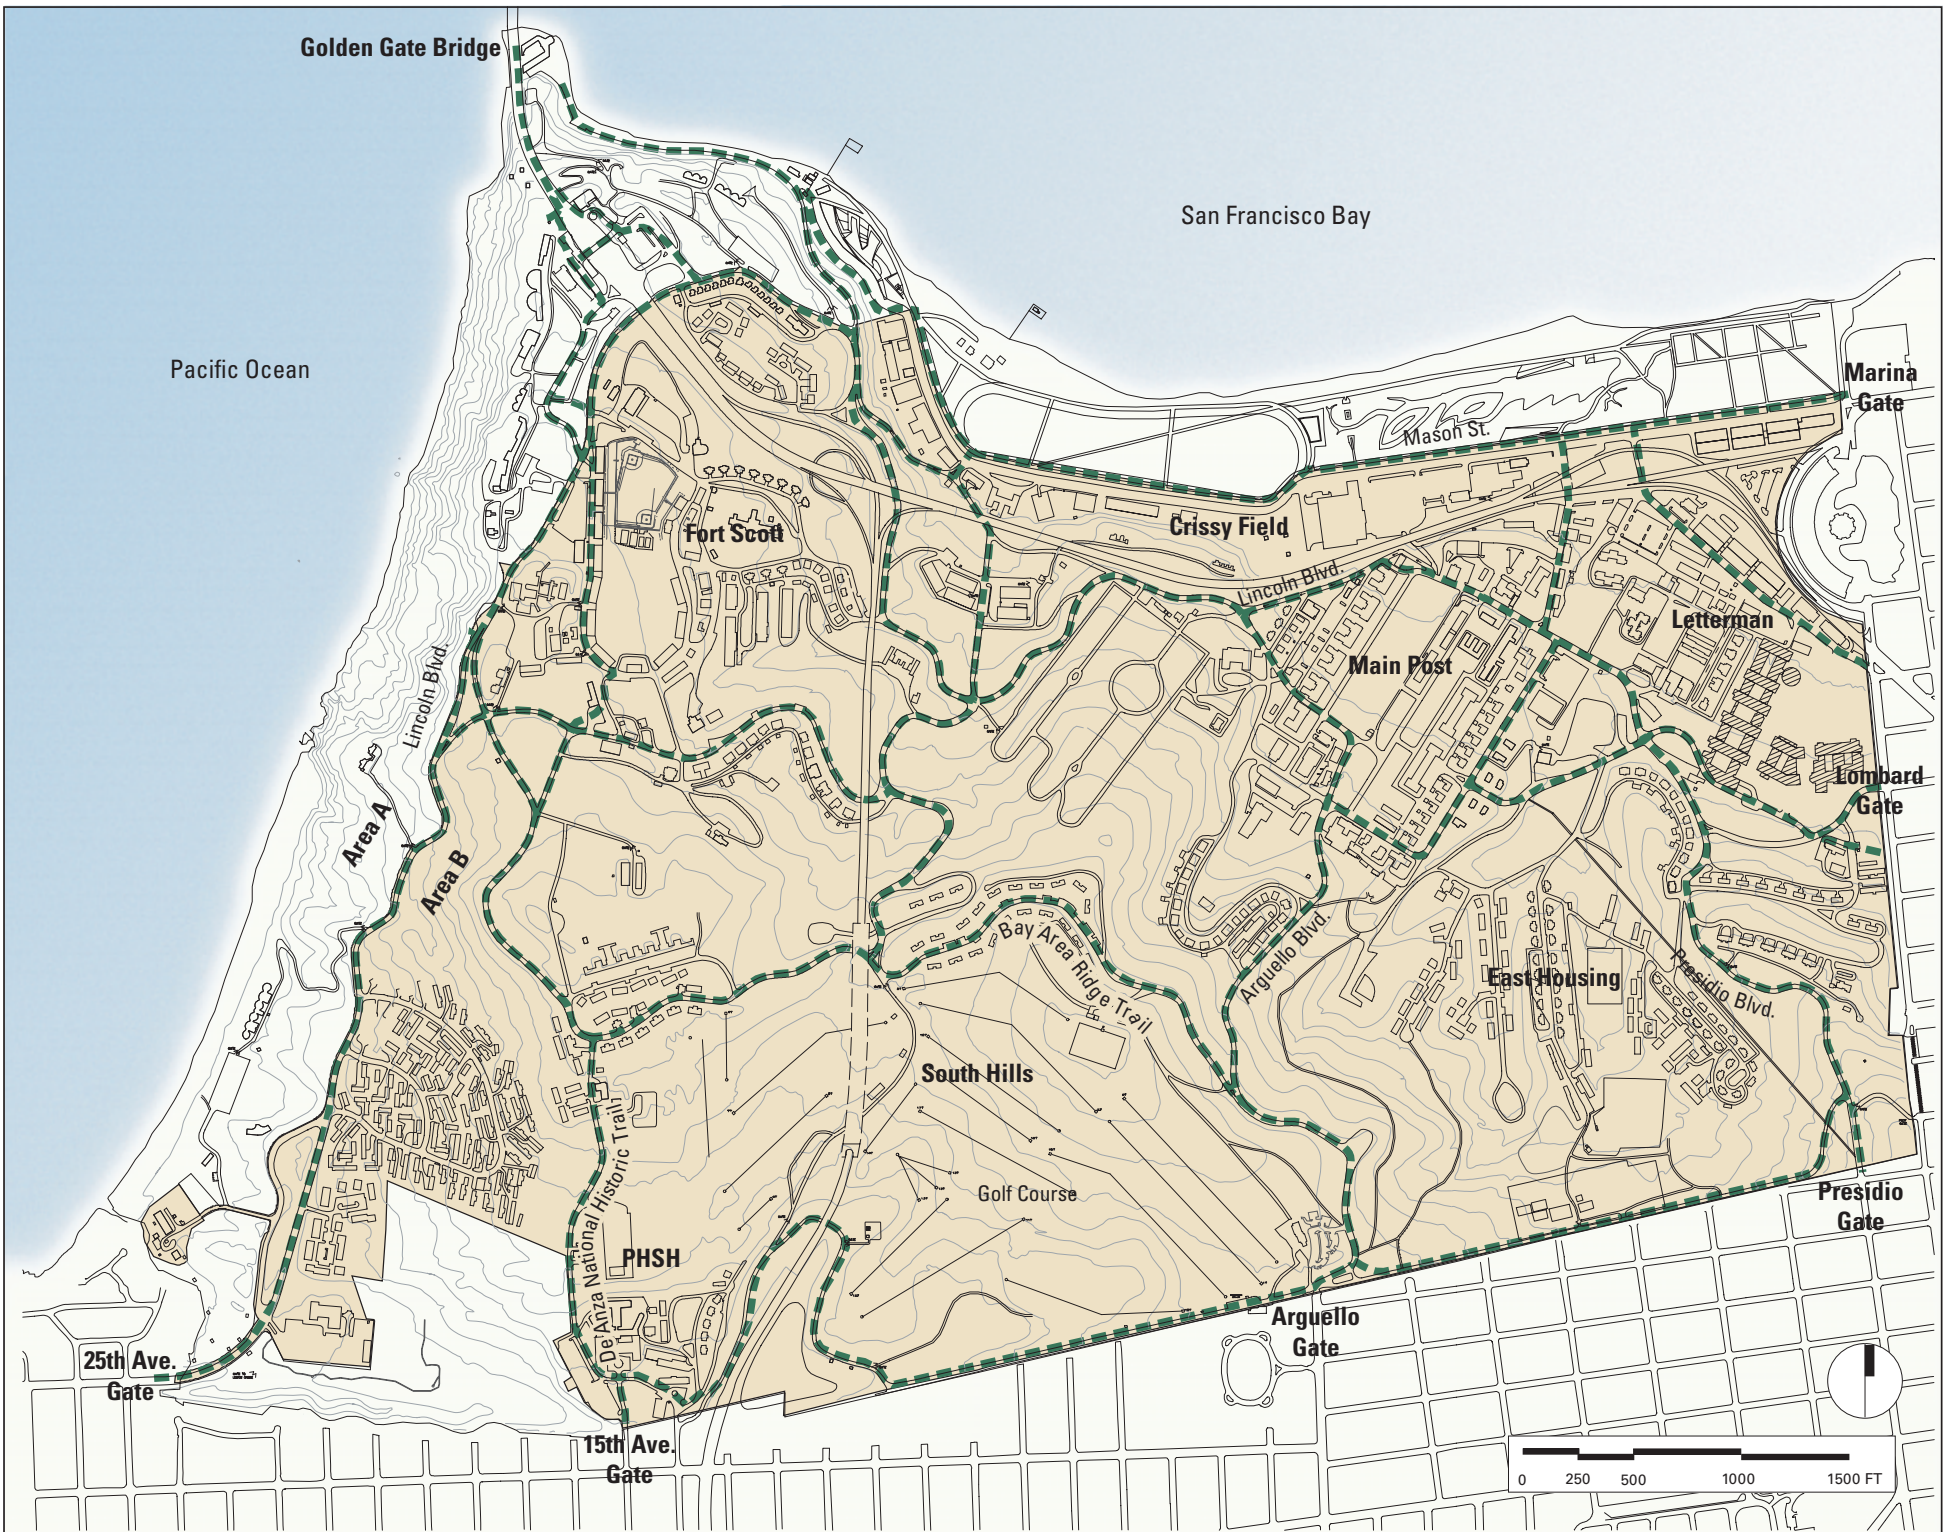 Golden Gate Bridge
San Francisco Bay
Pacific Ocean
Marina
Gate
Mason St.
Fort Scott
Crissy Field
Lincoln Blvd.
Letterman
Main Post
Lincoln Blvd.
Lombard
Gate
Area A
Area B
Bay Area Ridge Trail
Arguello Blvd.
East Housing
Presidio Blvd.
South Hills
De Anza National Historic Trail
Golf Course
Presidio
Gate
PHSH
Arguello
Gate
25th Ave.
Gate
15th Ave.
Gate
0 250 500 1000 1500 FT